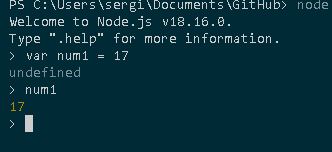 PS C:\Users\sergi\Documents\GitHub> node
Welcome to Node.js v18.16.0.
Type ".help" for more information.
> var num1 = 17
undefined
> num1
17
>